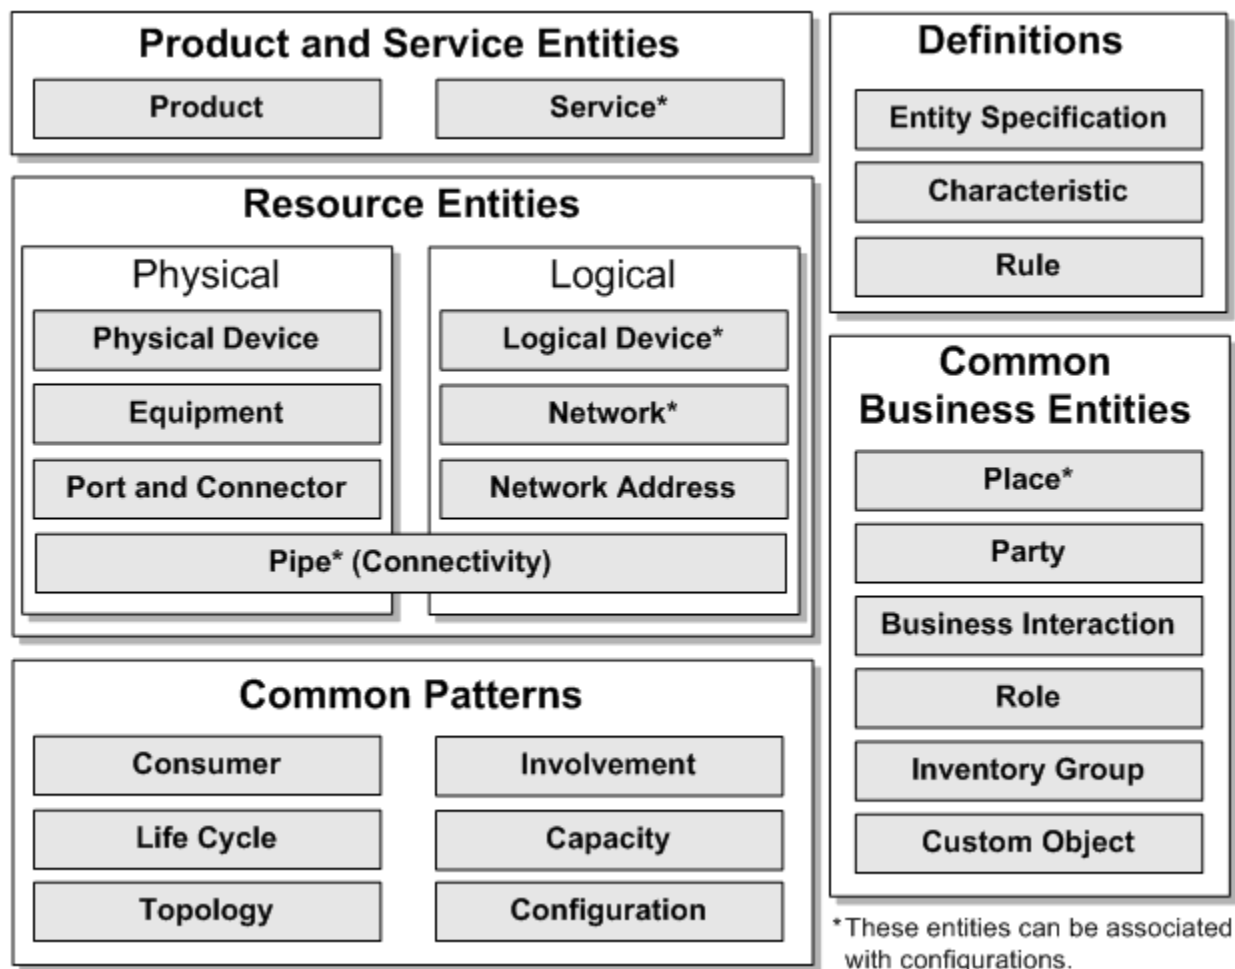 Product and Service Entities
Product
Service*
Resource Entities
Physical
Physical Device
Equipment
Port and Connector
Logical
Logical Device*
Network*
Network Address
Pipe* (Connectivity)
Common Patterns
Consumer
Involvement
Life Cycle
Capacity
Topology
Configuration
Definitions
Entity Specification
Characteristic
Rule
Common
Business Entities
Place*
Party
Business Interaction
Role
Inventory Group
Custom Object
*These entities can be associated
with configurations.